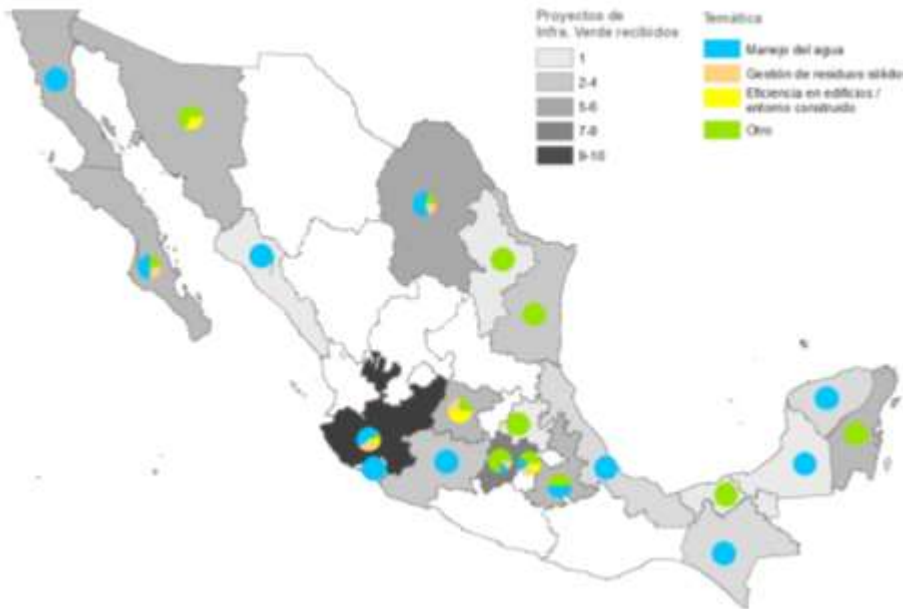 Proyectos de
Infra. Verde recibidos
1
2-4
5-6
7-8
9-10
Temática
Manejo del agua
Gestión de residuos sólido
Eficiencia en edificios /
entorno construido
Otro